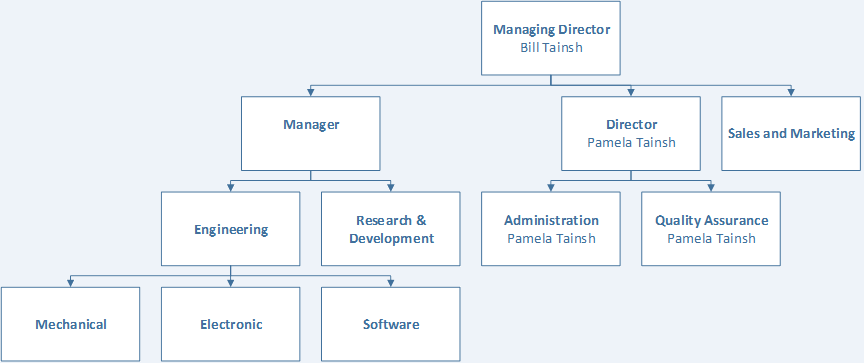 Managing Director
Bill Tainsh
Manager
Director
Pamela Tainsh
Sales and Marketing
Engineering
Research &
Development
Administration
Pamela Tainsh
Quality Assurance
Pamela Tainsh
Mechanical
Electronic
Software